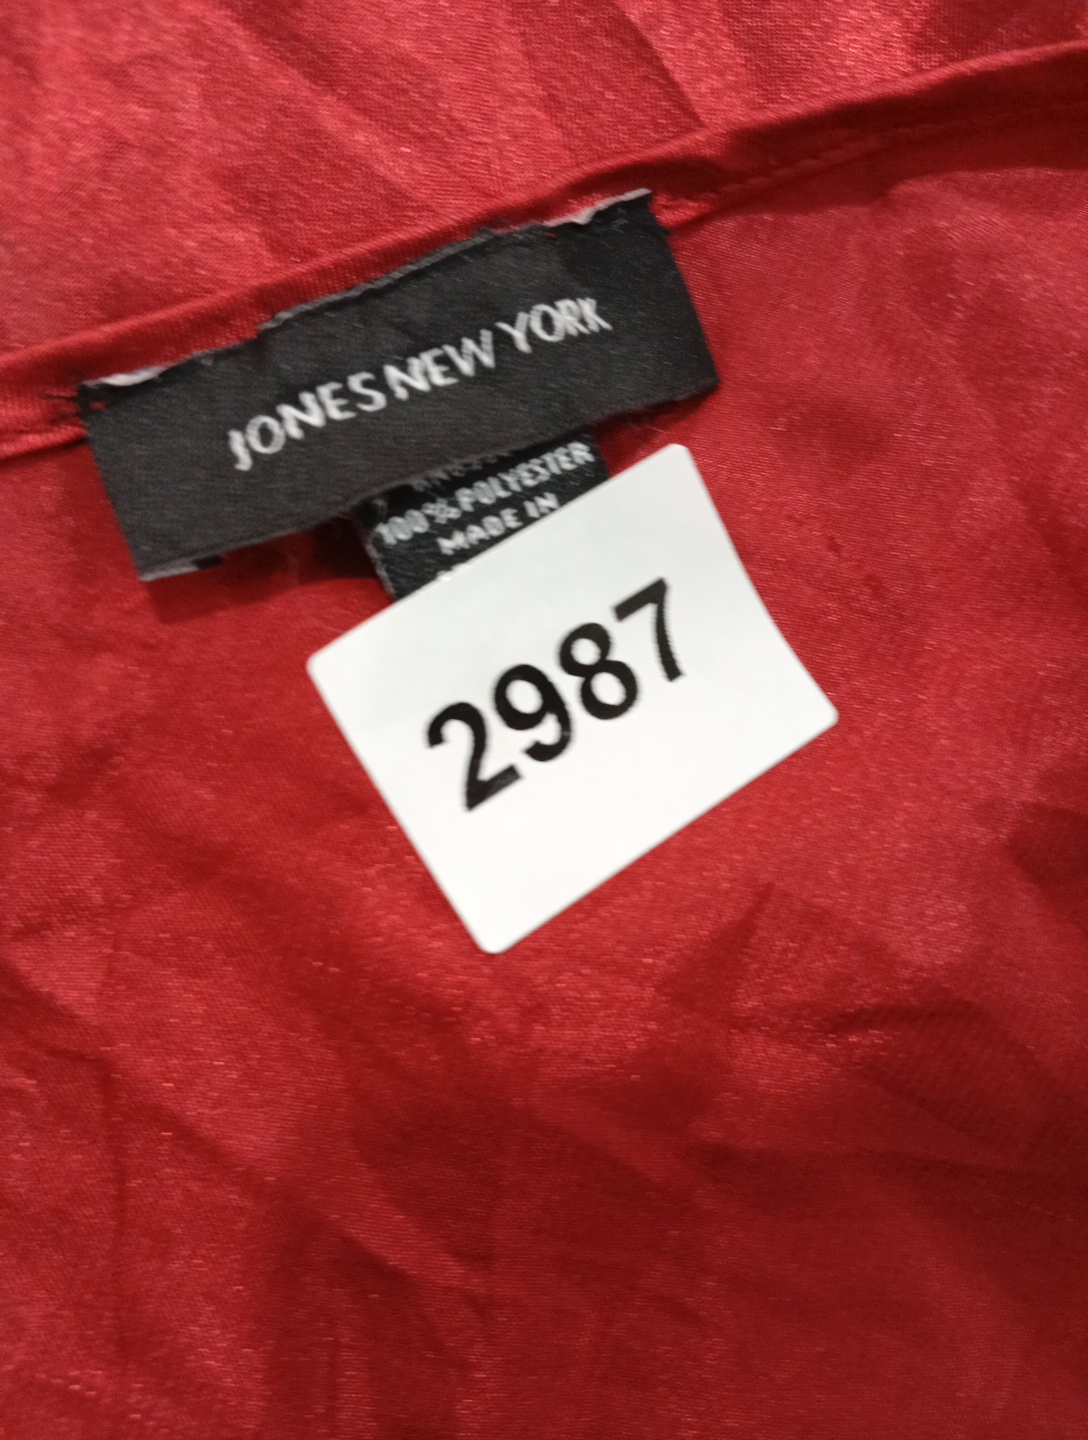 JONES NEW YORK
100% POLYESTER
MADE IN
2987